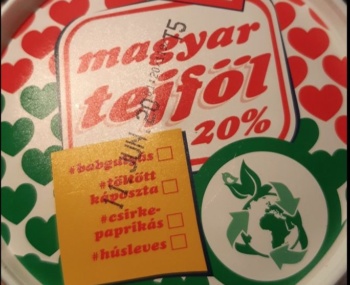 magyar
tejföl
20%
#babgulyás
#töltött
káposzta
#csirke-
paprikás
#húsleves